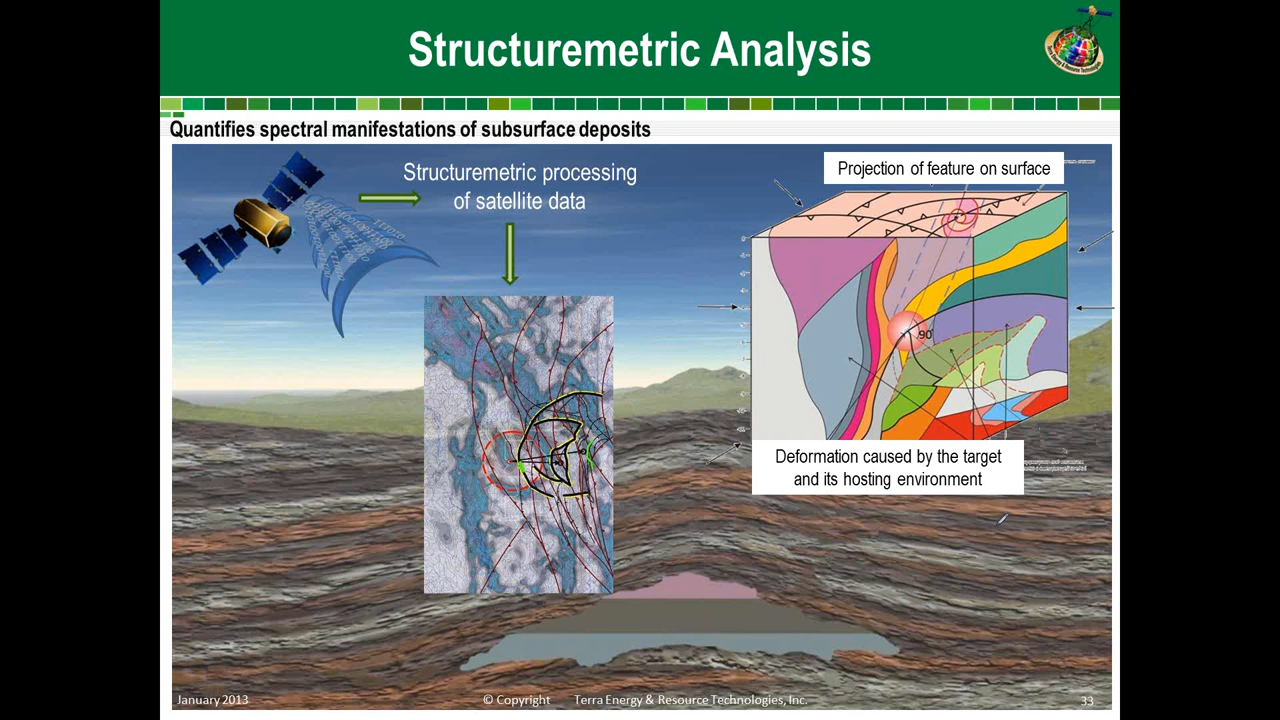 Structuremetric Analysis
Quantifies spectral manifestations of subsurface deposits
Structuremetric processing
of satellite data
Projection of feature on surface
90
Deformation caused by the target
and its hosting environment
January 2013
© Copyright
Terra Energy & Resource Technologies, Inc.
33